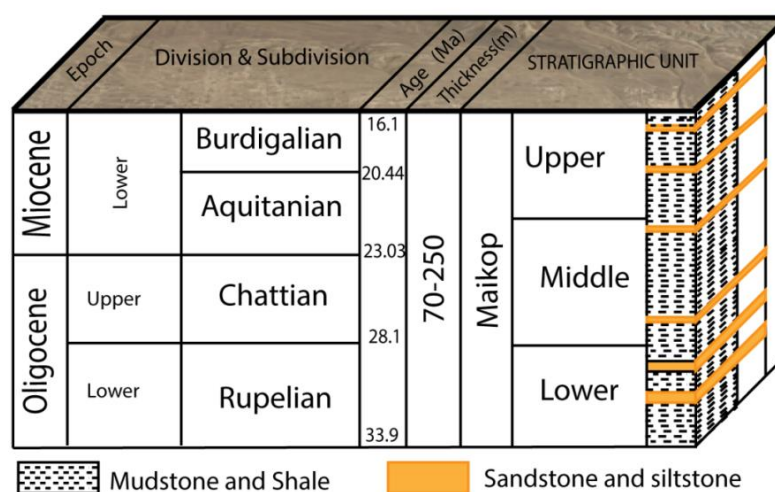 Epoch
Division & Subdivision
Age (Ma)
Thickness(m)
STRATIGRAPHIC UNIT
Miocene
Lower
Burdigalian
16.1
20.44
Aquitanian
23.03
Oligocene
Upper
Chattian
28.1
Lower
Rupelian
33.9
70-250
Maikop
Upper
Middle
Lower
Mudstone and Shale
Sandstone and siltstone